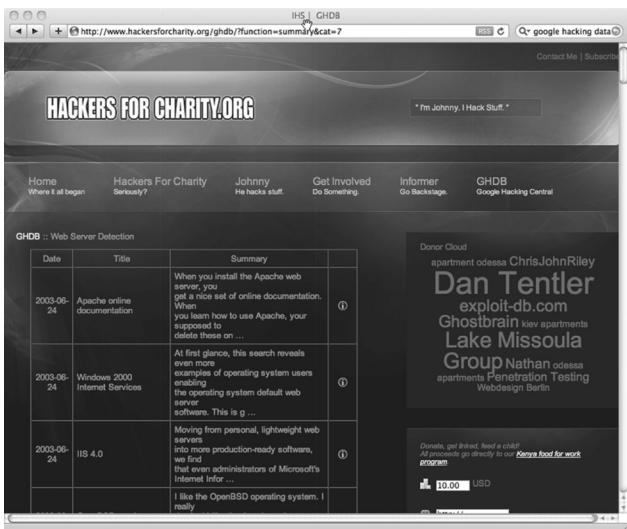 IHS | GHDB
http://www.hackersforcharity.org/ghdb/?function=summary&cat=7
RSS
google hacking data
Contact Me | Subscribe
HACKERS FOR CHARITY.ORG
" I'm Johnny. I Hack Stuff. "
Home
Where it all began
Hackers For Charity
Seriously?
Johnny
He hacks stuff.
Get Involved
Do Something.
Informer
Go Backstage.
GHDB
Google Hacking Central
GHDB :: Web Server Detection
Date Title Summary
2003-06-
24
Apache online
documentation
When you install the Apache web
server, you
get a nice set of online documentation.
When
you learn how to use Apache, your
supposed to
delete these on ...
2003-06-
24
Windows 2000
Internet Services
At first glance, this search reveals
even more
examples of operating system users
enabling
the operating system default web
server
software. This is g ...
2003-06-
24
IIS 4.0
Moving from personal, lightweight web
servers
into more production-ready software,
we find
that even administrators of Microsoft's
Internet Infor ...
I like the OpenBSD operating system. I
really
Donor Cloud
apartment odessa ChrisJohnRiley
Dan Tentler
exploit-db.com
Ghostbrain kiev apartments
Lake Missoula
Group Nathan odessa
apartments Penetration Testing
Webdesign Berlin
Donate, get linked, feed a child!
All proceeds go directly to our Kenya food for work
program.
10.00 USD